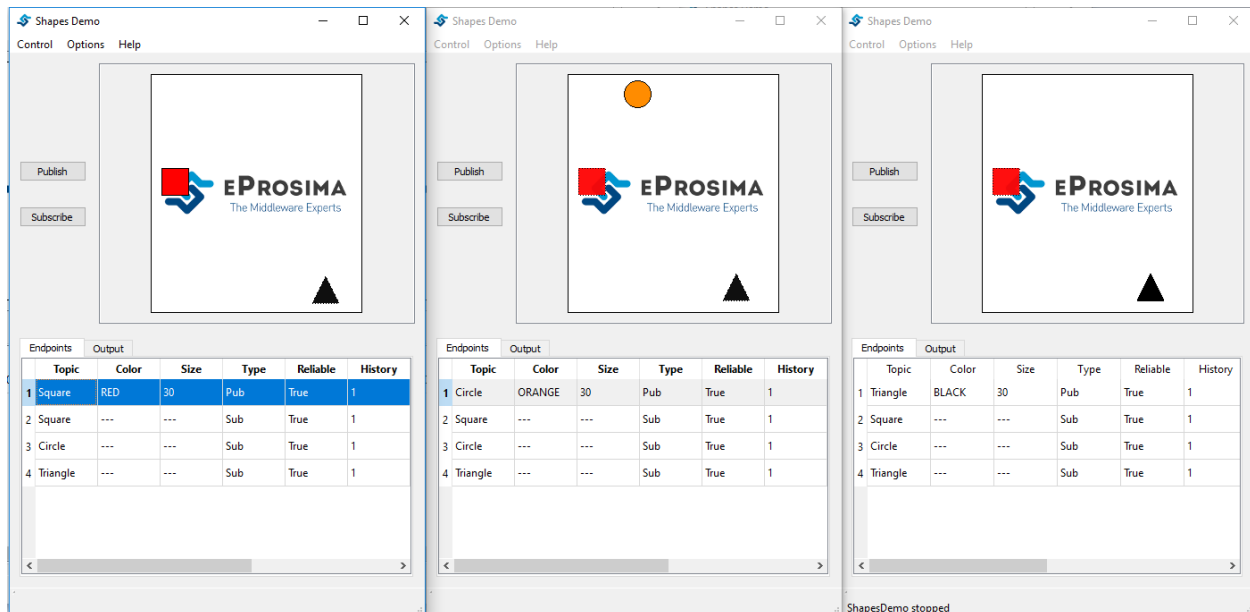 Shapes Demo
Control Options Help
Publish
Subscribe
ePROSIMA
The Middleware Experts
Endpoints Output
Topic Color Size Type Reliable History
1 Square RED 30 Pub True 1
2 Square --- --- Sub True 1
3 Circle --- --- Sub True 1
4 Triangle --- --- Sub True 1
Shapes Demo
Control Options Help
Publish
Subscribe
ePROSIMA
The Middleware Experts
Endpoints Output
Topic Color Size Type Reliable History
1 Circle ORANGE 30 Pub True 1
2 Square --- --- Sub True 1
3 Circle --- --- Sub True 1
4 Triangle --- --- Sub True 1
Shapes Demo
Control Options Help
Publish
Subscribe
ePROSIMA
The Middleware Experts
Endpoints Output
Topic Color Size Type Reliable History
1 Triangle BLACK 30 Pub True 1
2 Square --- --- Sub True 1
3 Circle --- --- Sub True 1
4 Triangle --- --- Sub True 1
ShapesDemo stopped